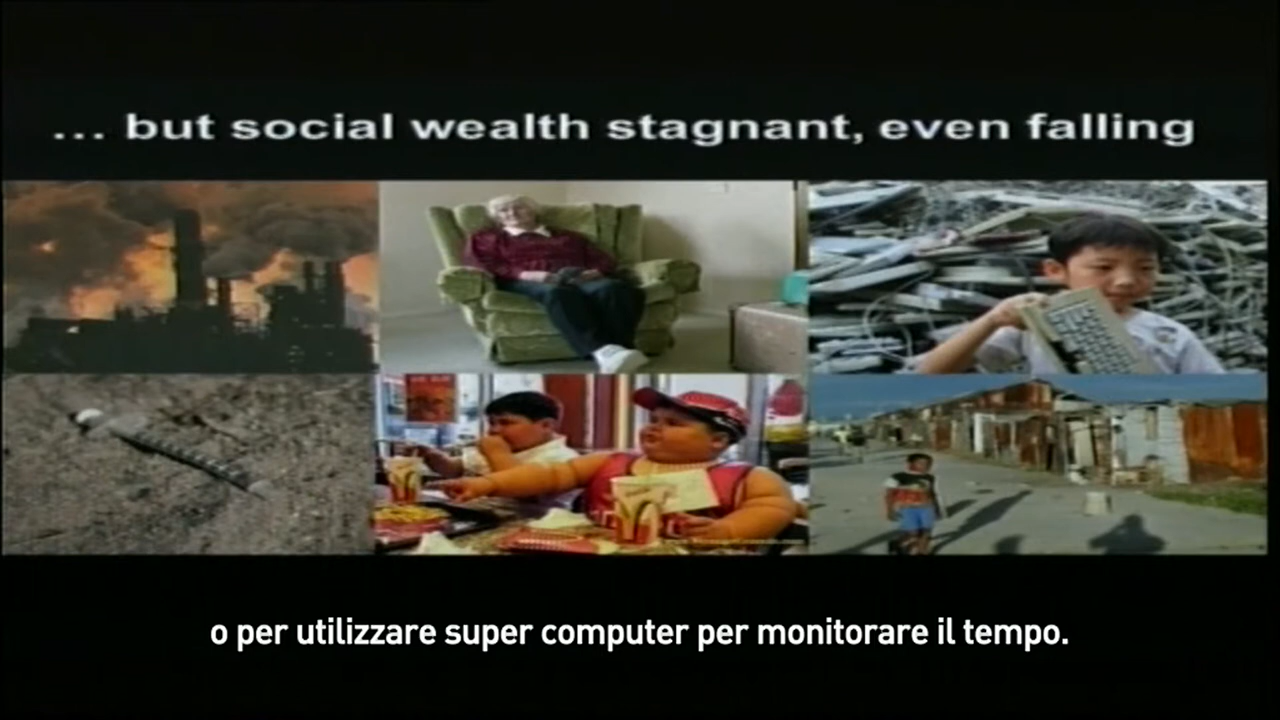 ... but social wealth stagnant, even falling
o per utilizzare super computer per monitorare il tempo.